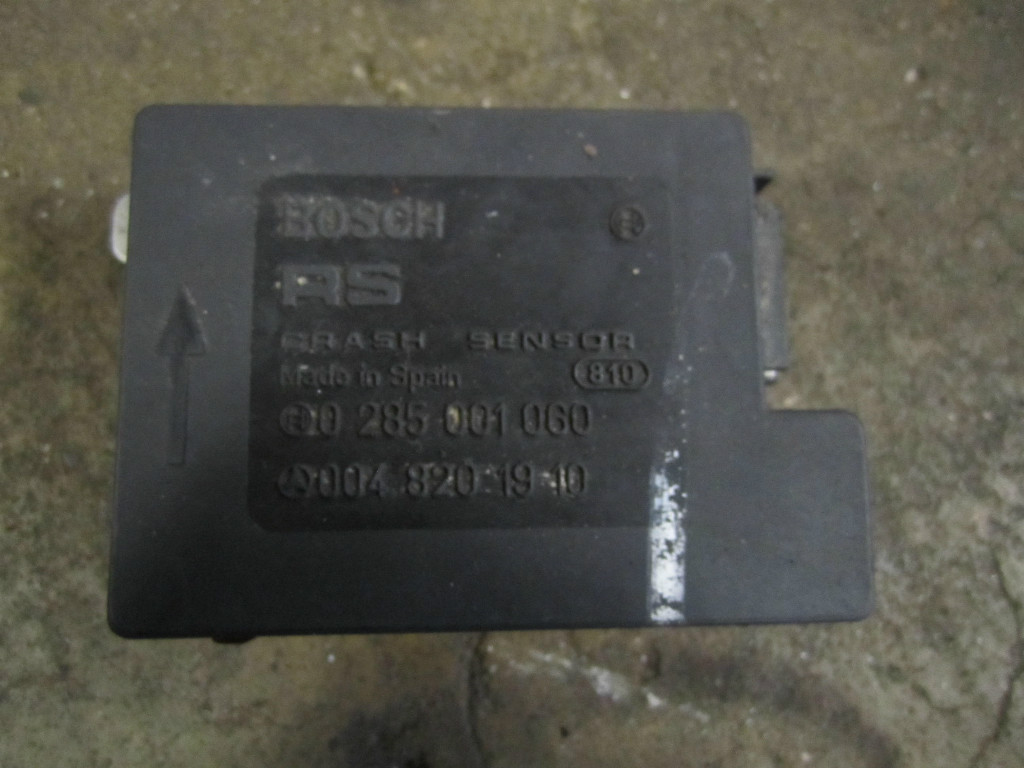 BOSCH
RS
CRASH SENSOR
Made in Spain 810
0 285 001 060
004 820 19 10